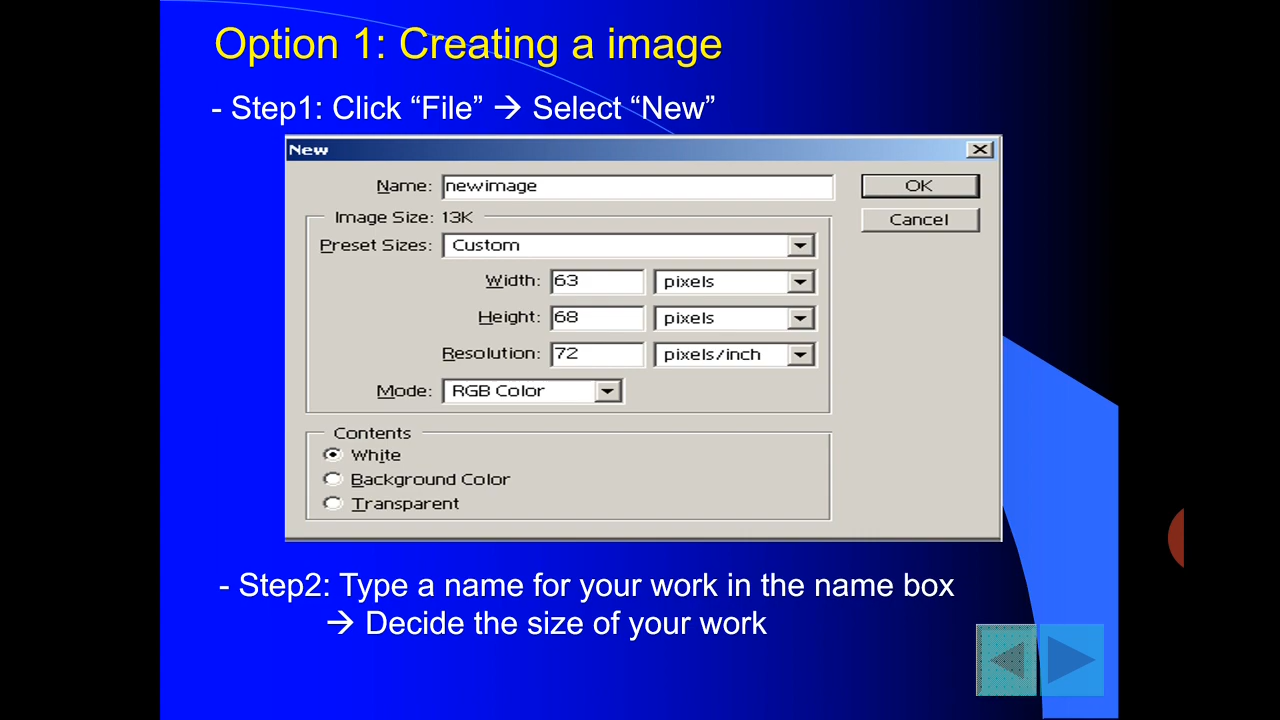 Option 1: Creating a image
- Step1: Click “File” → Select “New”
New
Name: newimage
OK
Image Size: 13K
Cancel
Preset Sizes: Custom
Width: 63 pixels
Height: 68 pixels
Resolution: 72 pixels/inch
Mode: RGB Color
Contents
White
Background Color
Transparent
- Step2: Type a name for your work in the name box
→ Decide the size of your work